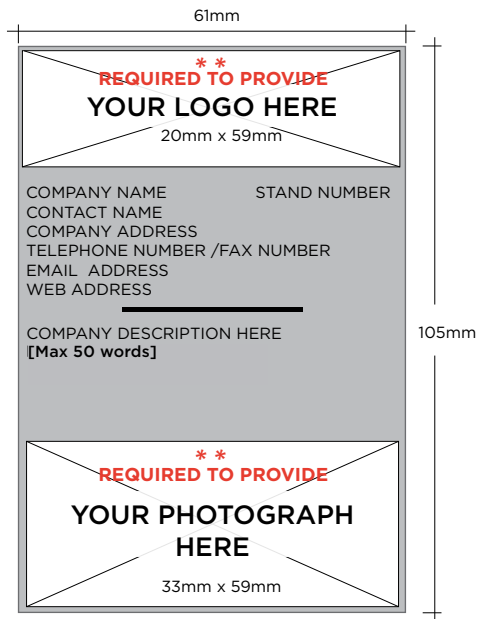 61mm
* *
REQUIRED TO PROVIDE
YOUR LOGO HERE
20mm x 59mm
COMPANY NAME STAND NUMBER
CONTACT NAME
COMPANY ADDRESS
TELEPHONE NUMBER /FAX NUMBER
EMAIL ADDRESS
WEB ADDRESS
COMPANY DESCRIPTION HERE
[Max 50 words]
105mm
* *
REQUIRED TO PROVIDE
YOUR PHOTOGRAPH
HERE
33mm x 59mm